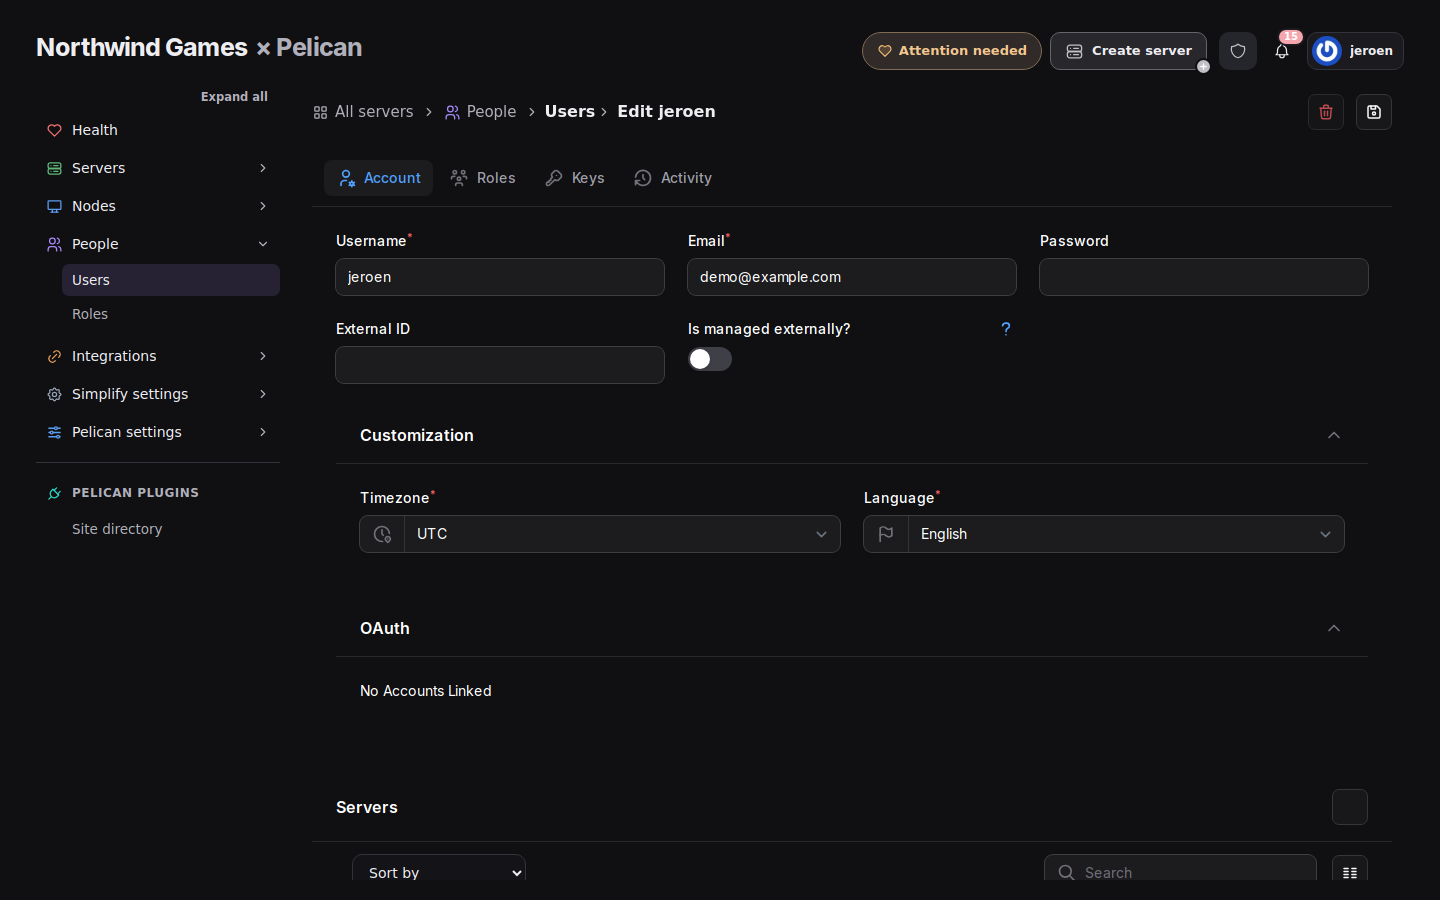 Northwind Games × Pelican
Attention needed
Create server
15
jeroen
Expand all
Health
Servers
Nodes
People
Users
Roles
Integrations
Simplify settings
Pelican settings
PELICAN PLUGINS
Site directory
All servers > People > Users > Edit jeroen
Account Roles Keys Activity
Username* Email* Password
jeroen demo@example.com
External ID Is managed externally? ?
Customization
Timezone* Language*
UTC English
OAuth
No Accounts Linked
Servers
Sort by Search